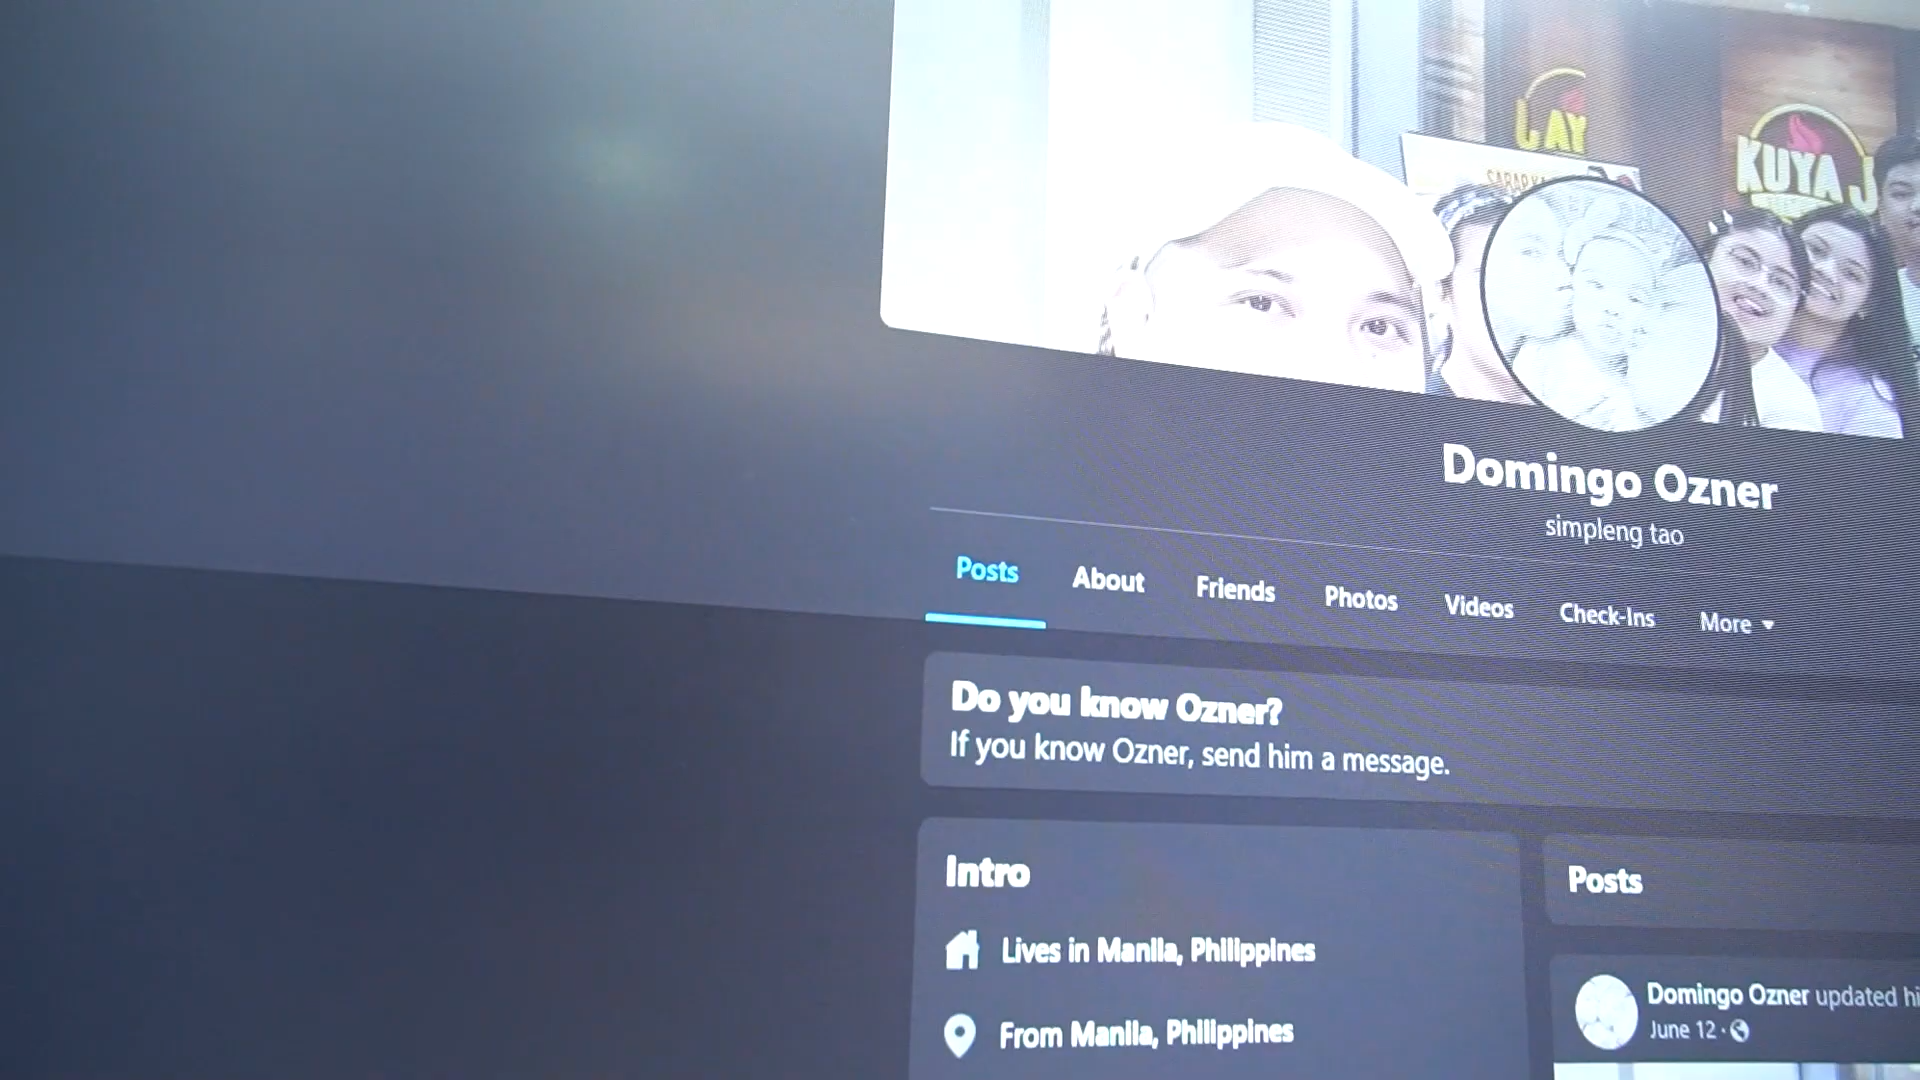 KUYA J
Domingo Ozner
simpleng tao
Posts
About
Friends
Photos
Videos
Check-Ins
More
Do you know Ozner?
If you know Ozner, send him a message.
Intro
Lives in Manila, Philippines
From Manila, Philippines
Posts
Domingo Ozner updated hi
June 12 ·